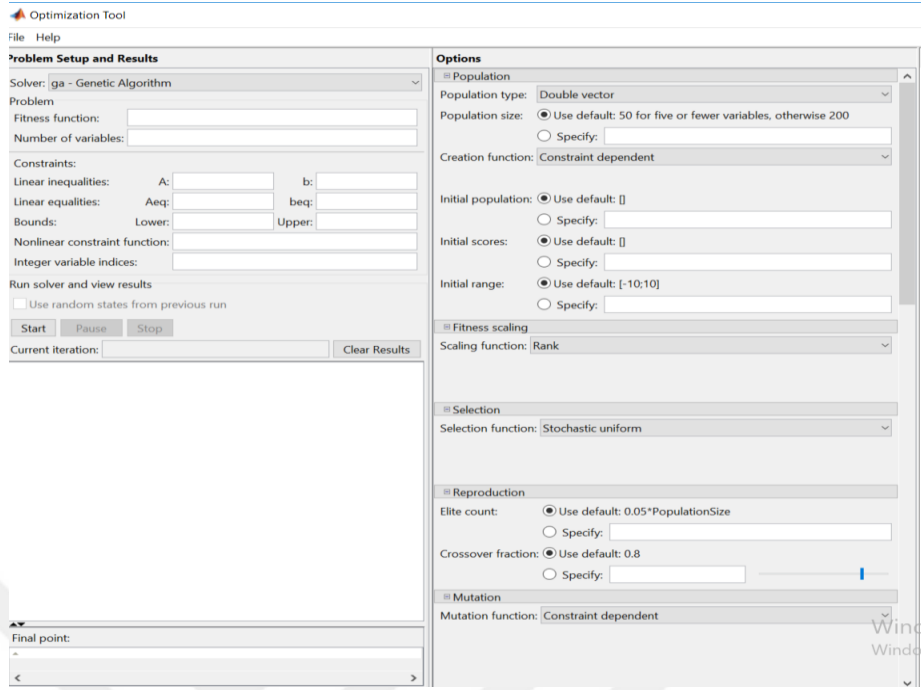 Optimization Tool
File Help
Problem Setup and Results
Solver: ga - Genetic Algorithm
Problem
Fitness function:
Number of variables:
Constraints:
Linear inequalities: A: b:
Linear equalities: Aeq: beq:
Bounds: Lower: Upper:
Nonlinear constraint function:
Integer variable indices:
Run solver and view results
Use random states from previous run
Start Pause Stop
Current iteration: Clear Results
Final point:
Options
Population
Population type: Double vector
Population size: Use default: 50 for five or fewer variables, otherwise 200
Specify:
Creation function: Constraint dependent
Initial population: Use default: []
Specify:
Initial scores: Use default: []
Specify:
Initial range: Use default: [-10;10]
Specify:
Fitness scaling
Scaling function: Rank
Selection
Selection function: Stochastic uniform
Reproduction
Elite count: Use default: 0.05*PopulationSize
Specify:
Crossover fraction: Use default: 0.8
Specify:
Mutation
Mutation function: Constraint dependent
Wind
Windo